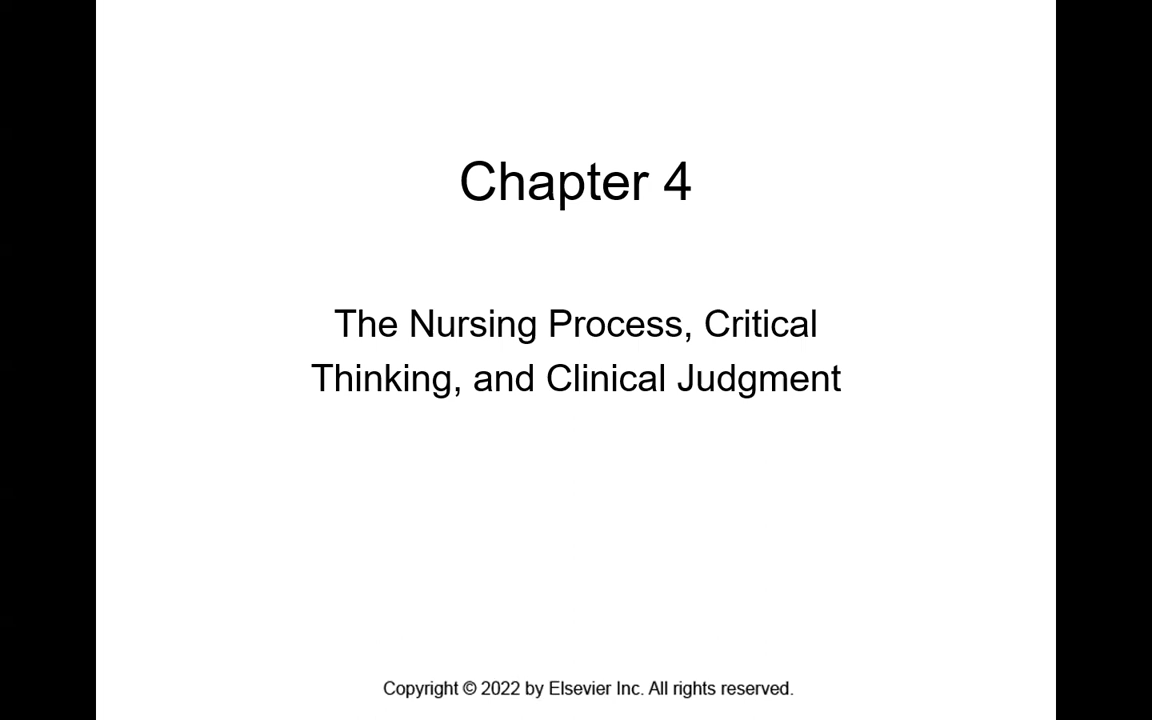 Chapter 4
The Nursing Process, Critical
Thinking, and Clinical Judgment
Copyright © 2022 by Elsevier Inc. All rights reserved.